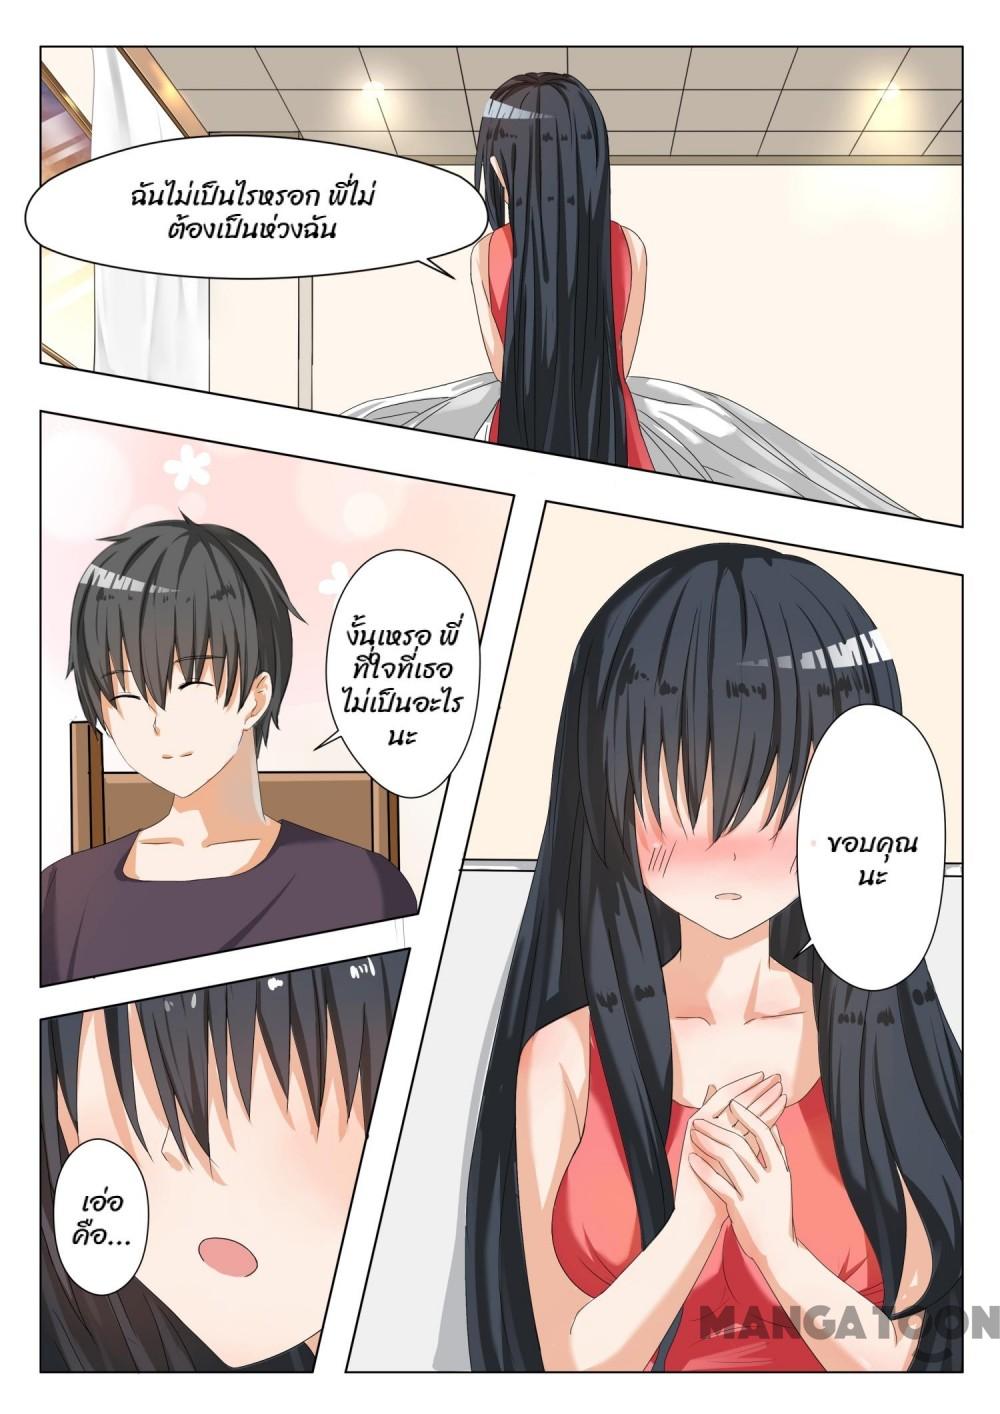 ฉันไม่เป็นไรหรอก พี่ไม่
ต้องเป็นห่วงฉัน
งั้นเหรอ พี่
ที่ใจที่เธอ
ไม่เป็นอะไร
นะ
ขอบคุณ
นะ
เอ่อ
คือ...
MANGATOON